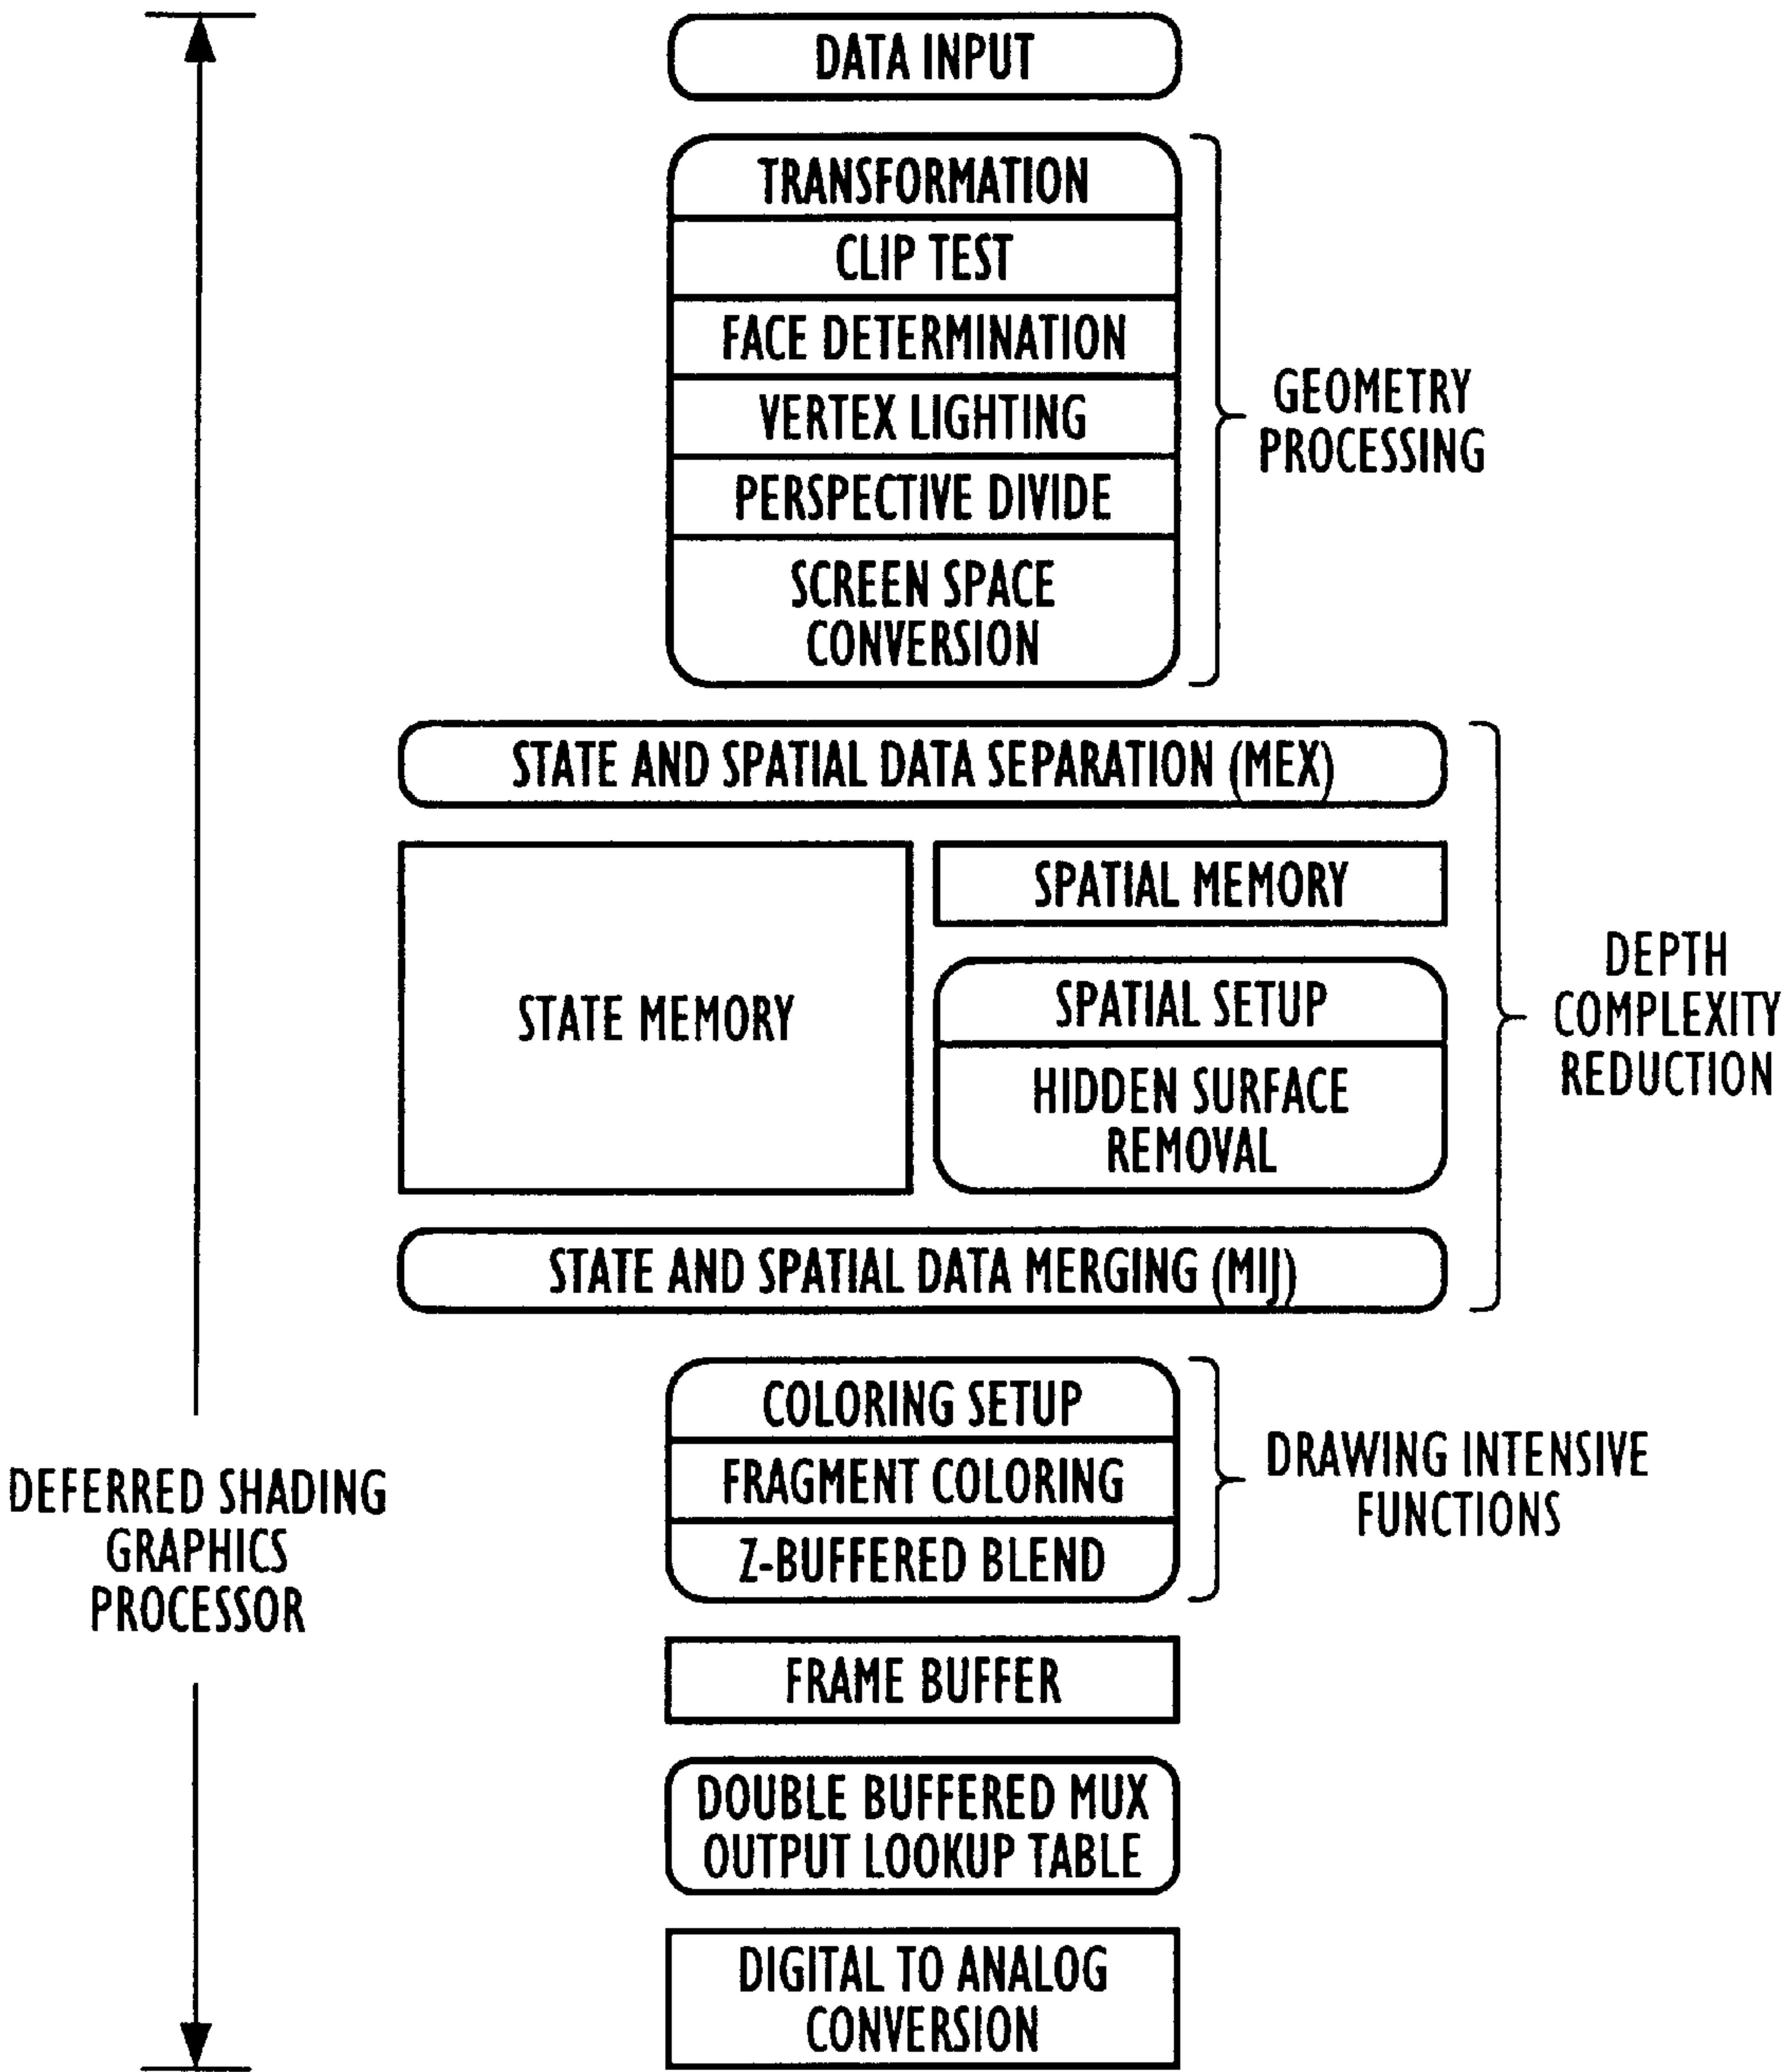 DATA INPUT
TRANSFORMATION
CLIP TEST
FACE DETERMINATION
VERTEX LIGHTING
PERSPECTIVE DIVIDE
SCREEN SPACE
CONVERSION
GEOMETRY
PROCESSING
STATE AND SPATIAL DATA SEPARATION (MEX)
STATE MEMORY
SPATIAL MEMORY
SPATIAL SETUP
HIDDEN SURFACE
REMOVAL
STATE AND SPATIAL DATA MERGING (MIJ)
DEPTH
COMPLEXITY
REDUCTION
COLORING SETUP
FRAGMENT COLORING
Z-BUFFERED BLEND
DRAWING INTENSIVE
FUNCTIONS
DEFERRED SHADING
GRAPHICS
PROCESSOR
FRAME BUFFER
DOUBLE BUFFERED MUX
OUTPUT LOOKUP TABLE
DIGITAL TO ANALOG
CONVERSION